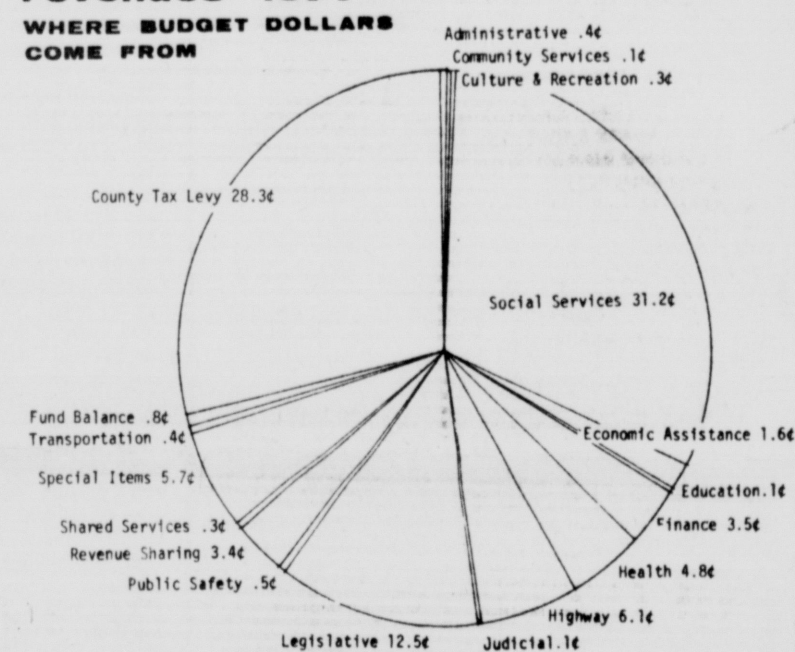 WHERE BUDGET DOLLARS
COME FROM
Administrative .4¢
Community Services .1¢
Culture & Recreation .3¢
County Tax Levy 28.3¢
Social Services 31.2¢
Fund Balance .8¢
Transportation .4¢
Economic Assistance 1.6¢
Special Items 5.7¢
Education.1¢
Shared Services .3¢
Finance 3.5¢
Revenue Sharing 3.4¢
Health 4.8¢
Public Safety .5¢
Highway 6.1¢
Legislative 12.5¢
Judicial.1¢